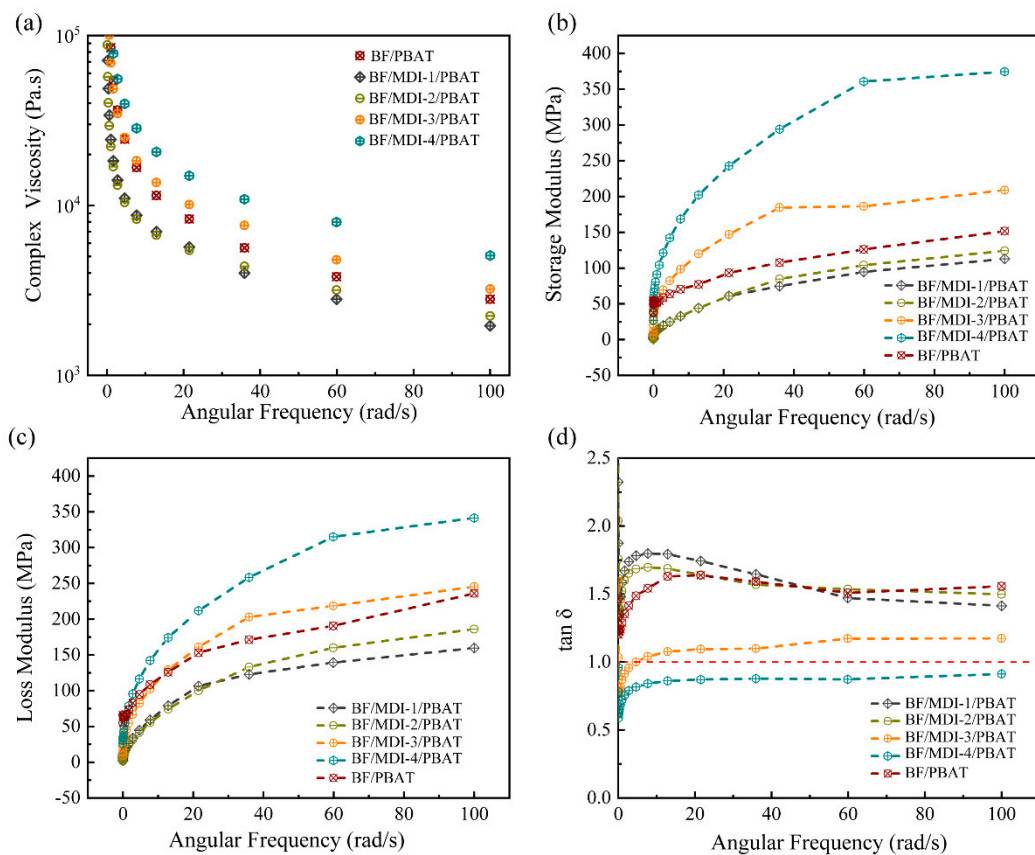 (a)
Complex Viscosity (Pa.s)
10^5
10^4
10^3
BF/PBAT
BF/MDI-1/PBAT
BF/MDI-2/PBAT
BF/MDI-3/PBAT
BF/MDI-4/PBAT
0 20 40 60 80 100
Angular Frequency (rad/s)
(b)
Storage Modulus (MPa)
400
350
300
250
200
150
100
50
0
-50
BF/MDI-1/PBAT
BF/MDI-2/PBAT
BF/MDI-3/PBAT
BF/MDI-4/PBAT
BF/PBAT
0 20 40 60 80 100
Angular Frequency (rad/s)
(c)
Loss Modulus (MPa)
400
350
300
250
200
150
100
50
0
-50
BF/MDI-1/PBAT
BF/MDI-2/PBAT
BF/MDI-3/PBAT
BF/MDI-4/PBAT
BF/PBAT
0 20 40 60 80 100
Angular Frequency (rad/s)
(d)
tan δ
2.5
2.0
1.5
1.0
0.5
0.0
BF/MDI-1/PBAT
BF/MDI-2/PBAT
BF/MDI-3/PBAT
BF/MDI-4/PBAT
BF/PBAT
0 20 40 60 80 100
Angular Frequency (rad/s)